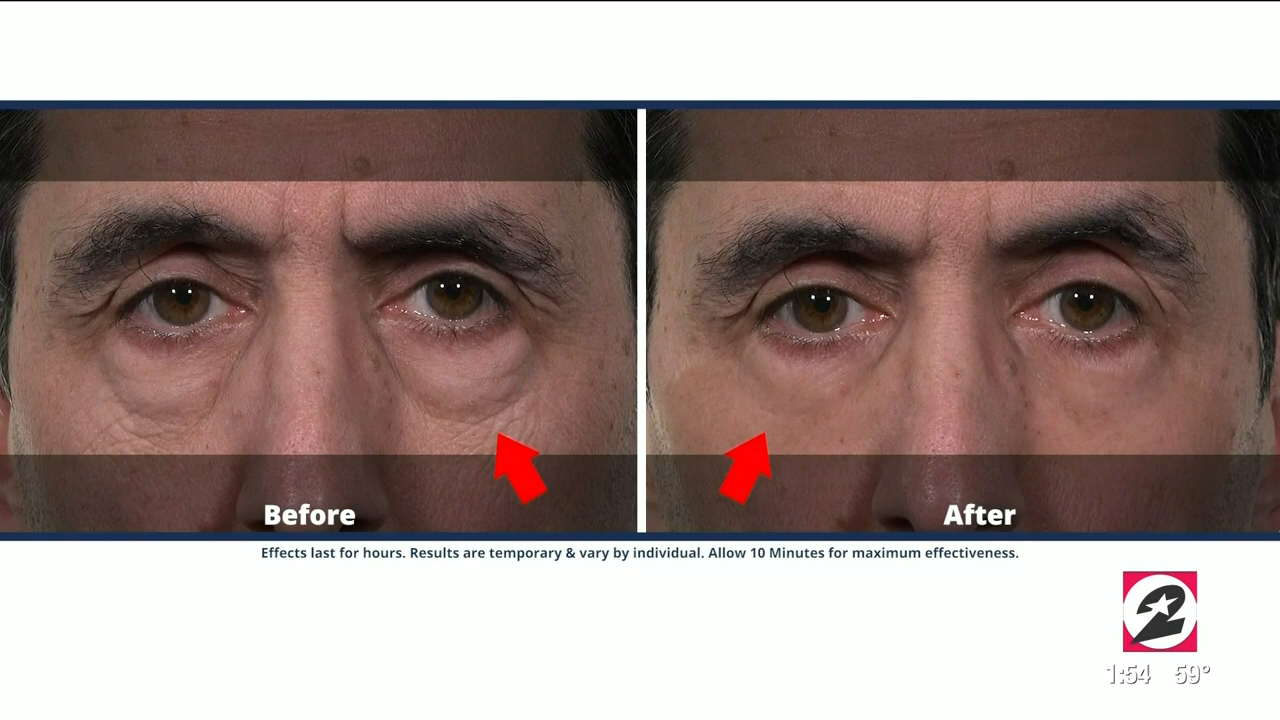 Before
After
Effects last for hours. Results are temporary & vary by individual. Allow 10 Minutes for maximum effectiveness.
2
1:54 59°